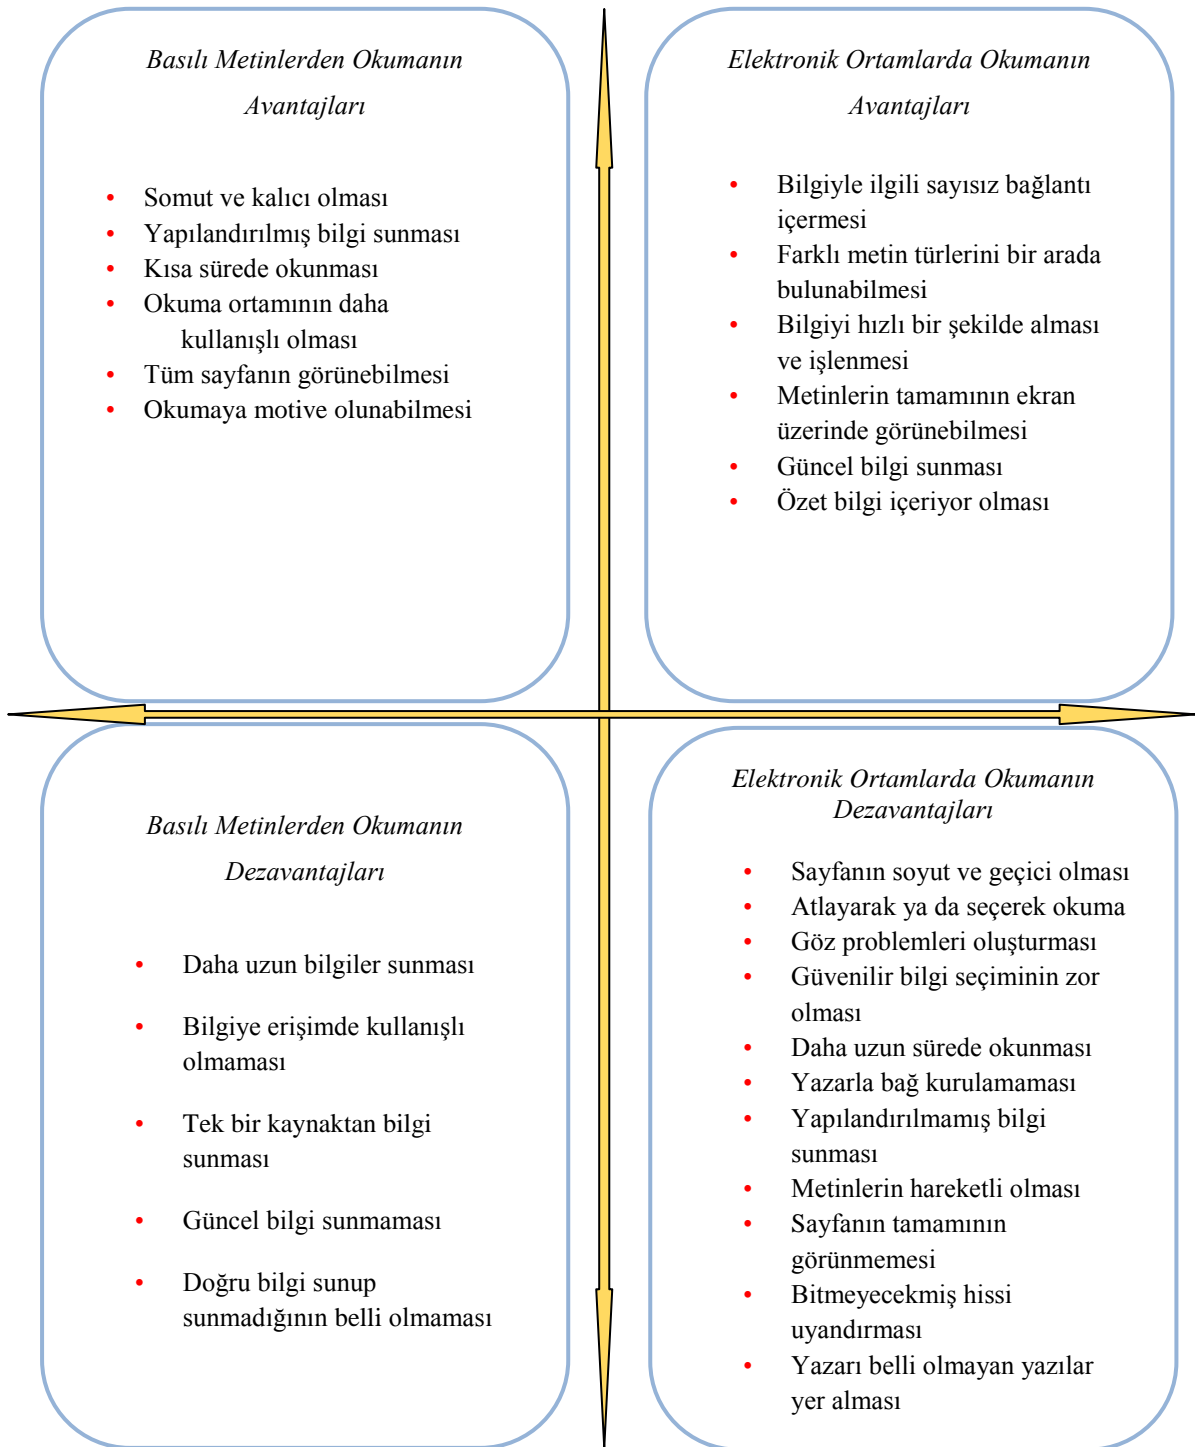 Basılı Metinlerden Okumanın
Avantajları
• Somut ve kalıcı olması
• Yapılandırılmış bilgi sunması
• Kısa sürede okunması
• Okuma ortamının daha
kullanışlı olması
• Tüm sayfanın görünebilmesi
• Okumaya motive olunabilmesi
Elektronik Ortamlarda Okumanın
Avantajları
• Bilgiyle ilgili sayısız bağlantı
içermesi
• Farklı metin türlerini bir arada
bulunabilmesi
• Bilgiyi hızlı bir şekilde alması
ve işlenmesi
• Metinlerin tamamının ekran
üzerinde görünebilmesi
• Güncel bilgi sunması
• Özet bilgi içeriyor olması
Basılı Metinlerden Okumanın
Dezavantajları
• Daha uzun bilgiler sunması
• Bilgiye erişimde kullanışlı
olmaması
• Tek bir kaynaktan bilgi
sunması
• Güncel bilgi sunmaması
• Doğru bilgi sunup
sunmadığının belli olmaması
Elektronik Ortamlarda Okumanın
Dezavantajları
• Sayfanın soyut ve geçici olması
• Atlayarak ya da seçerek okuma
• Göz problemleri oluşturması
• Güvenilir bilgi seçiminin zor
olması
• Daha uzun sürede okunması
• Yazarla bağ kurulamaması
• Yapılandırılmamış bilgi
sunması
• Metinlerin hareketli olması
• Sayfanın tamamının
görünmemesi
• Bitmeyecekmiş hissi
uyandırması
• Yazarı belli olmayan yazılar
yer alması